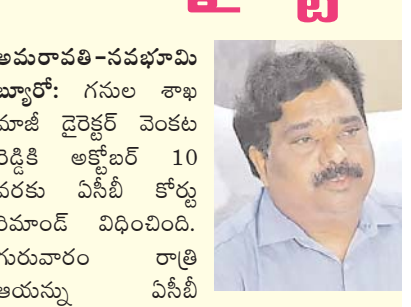 అమరావతి-నవభూమి
బ్యూరో: గనుల శాఖ
మాజీ డైరెక్టర్ వెంకట
రెడ్డికి అక్టోబర్ 10
వరకు ఏసీబీ కోర్టు
రిమాండ్ విధించింది.
గురువారం రాత్రి
ఆయన్ను ఏసీబీ